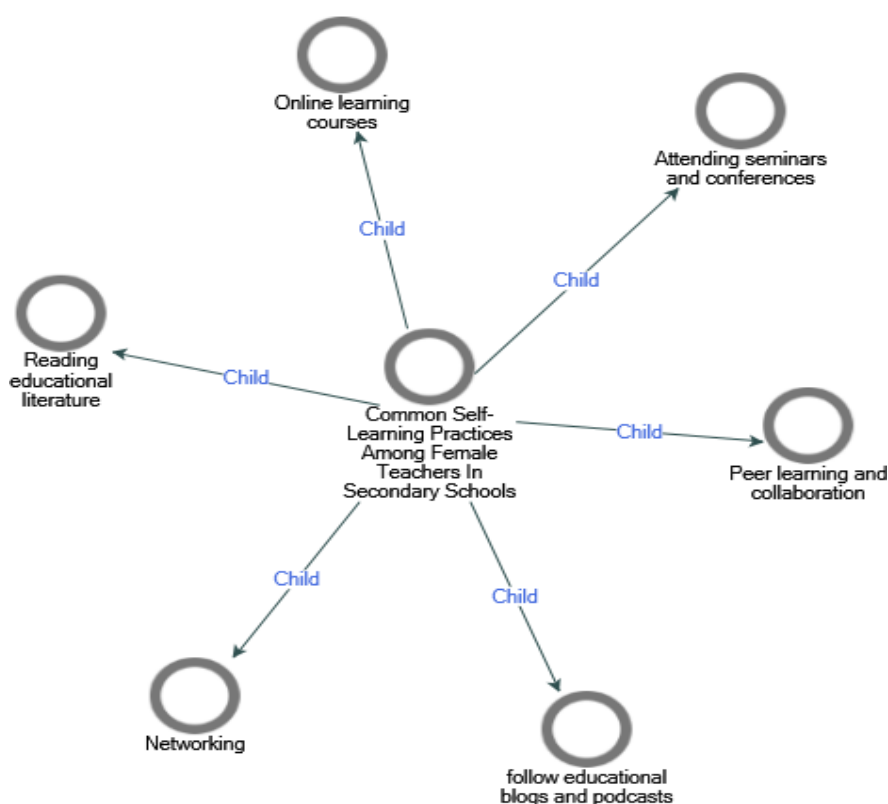 Online learning
courses
Attending seminars
and conferences
Child
Child
Reading
educational
literature
Child
Common Self-
Learning Practices
Among Female
Teachers In
Secondary Schools
Child
Peer learning and
collaboration
Child
Child
Networking
follow educational
blogs and podcasts